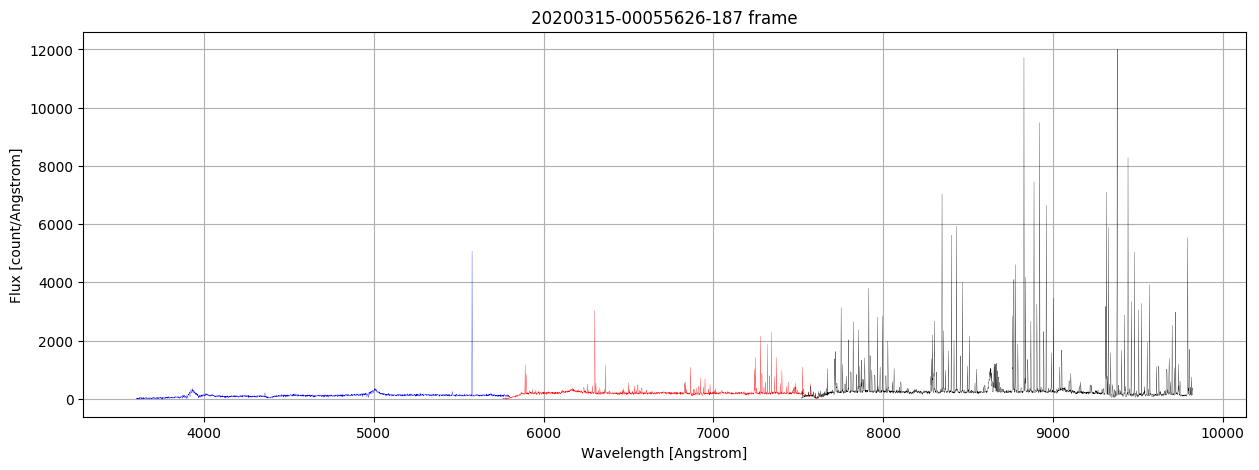 20200315-00055626-187 frame
12000
10000
8000
6000
4000
2000
0
Flux [count/Angstrom]
4000 5000 6000 7000 8000 9000 10000
Wavelength [Angstrom]